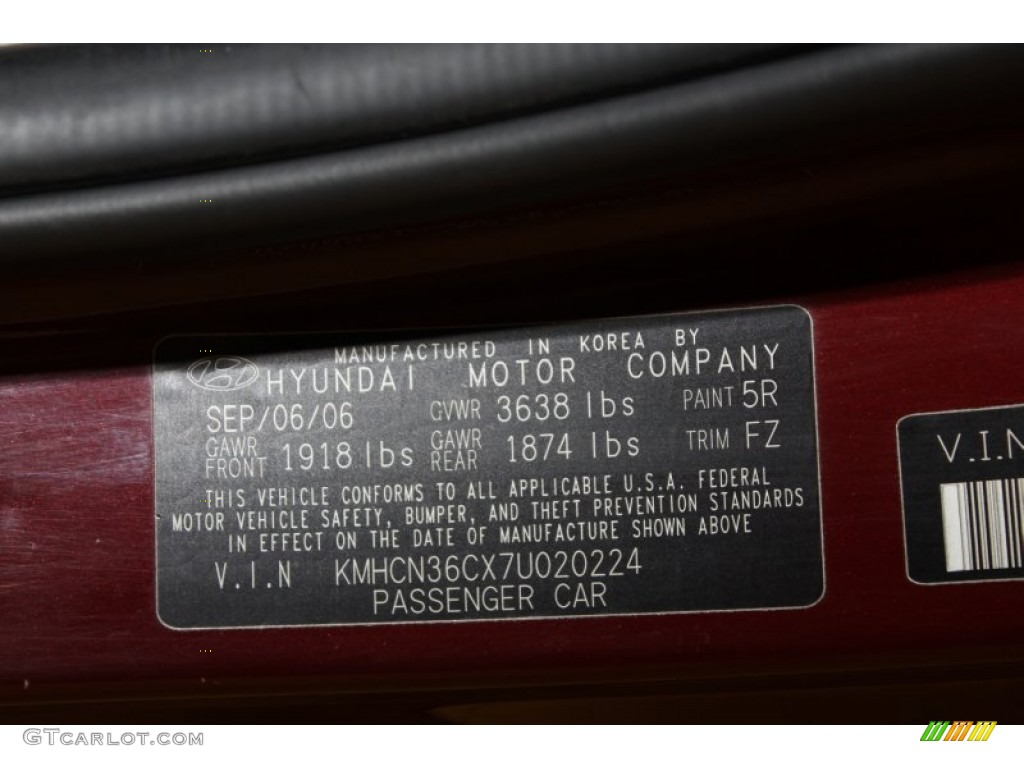 MANUFACTURED IN KOREA BY
HYUNDAI MOTOR COMPANY
SEP/06/06 GVWR 3638 lbs PAINT 5R
GAWR FRONT 1918 lbs GAWR REAR 1874 lbs TRIM FZ
THIS VEHICLE CONFORMS TO ALL APPLICABLE U.S.A. FEDERAL
MOTOR VEHICLE SAFETY, BUMPER, AND THEFT PREVENTION STANDARDS
IN EFFECT ON THE DATE OF MANUFACTURE SHOWN ABOVE
V.I.N KMHCN36CX7U020224
PASSENGER CAR
V.I.N
GTCARLOT.COM